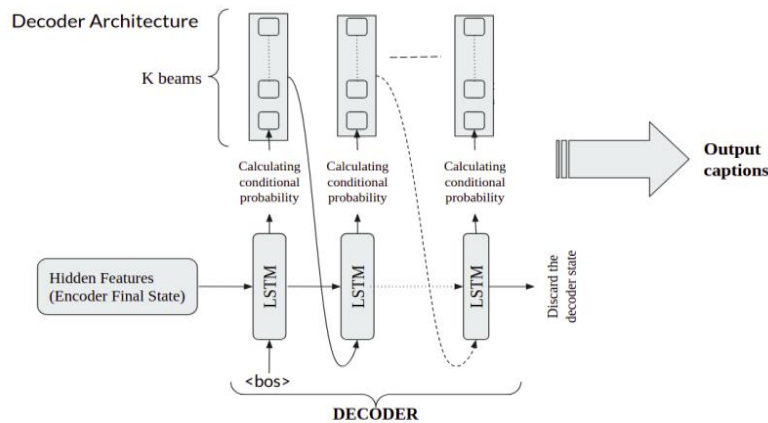 Decoder Architecture
K beams
Calculating
conditional
probability
Calculating
conditional
probability
Calculating
conditional
probability
Output
captions
Hidden Features
(Encoder Final State)
LSTM
LSTM
LSTM
Discard the
decoder state
<bos>
DECODER